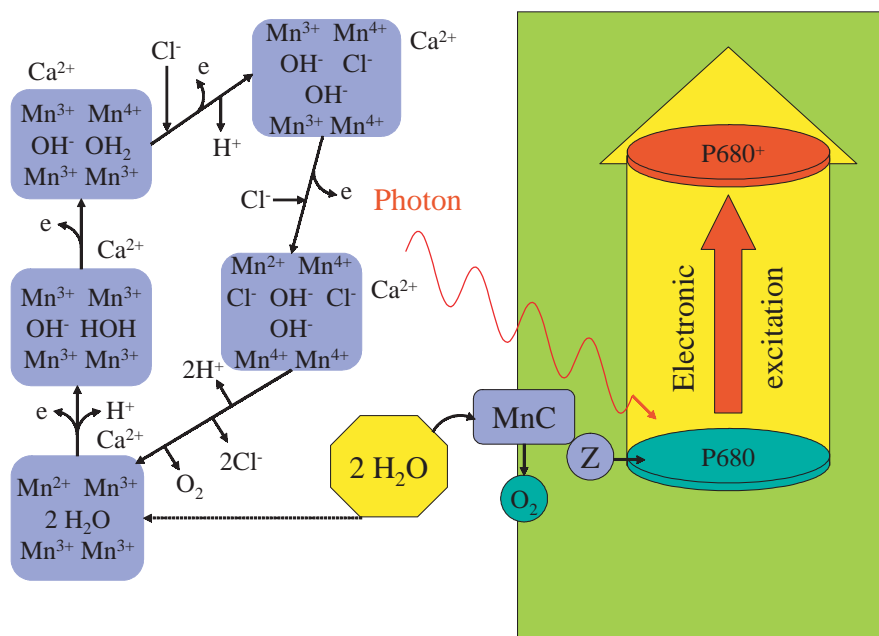 Mn³⁺ Mn⁴⁺
OH⁻ Cl⁻
OH⁻
Mn³⁺ Mn⁴⁺
Ca²⁺
Cl⁻
e
H⁺
Ca²⁺
Mn³⁺ Mn⁴⁺
OH⁻ OH₂
Mn³⁺ Mn³⁺
Cl⁻
e
Photon
e
Ca²⁺
Mn³⁺ Mn³⁺
OH⁻ HOH
Mn³⁺ Mn³⁺
Mn²⁺ Mn⁴⁺
Cl⁻ OH⁻ Cl⁻
OH⁻
Mn⁴⁺ Mn⁴⁺
Ca²⁺
2H⁺
2Cl⁻
O₂
e
H⁺
Ca²⁺
Mn²⁺ Mn³⁺
2 H₂O
Mn³⁺ Mn³⁺
2 H₂O
MnC
O₂
Z
P680⁺
Electronic
excitation
P680